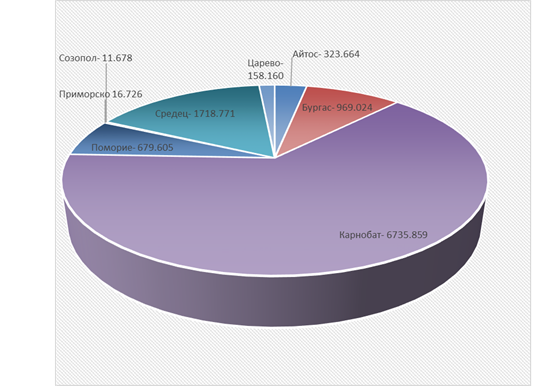 Созопол- 11.678
Царево-
158.160
Айтос- 323.664
Приморско 16.726
Средец- 1718.771
Бургас- 969.024
Поморие- 679.605
Карнобат- 6735.859